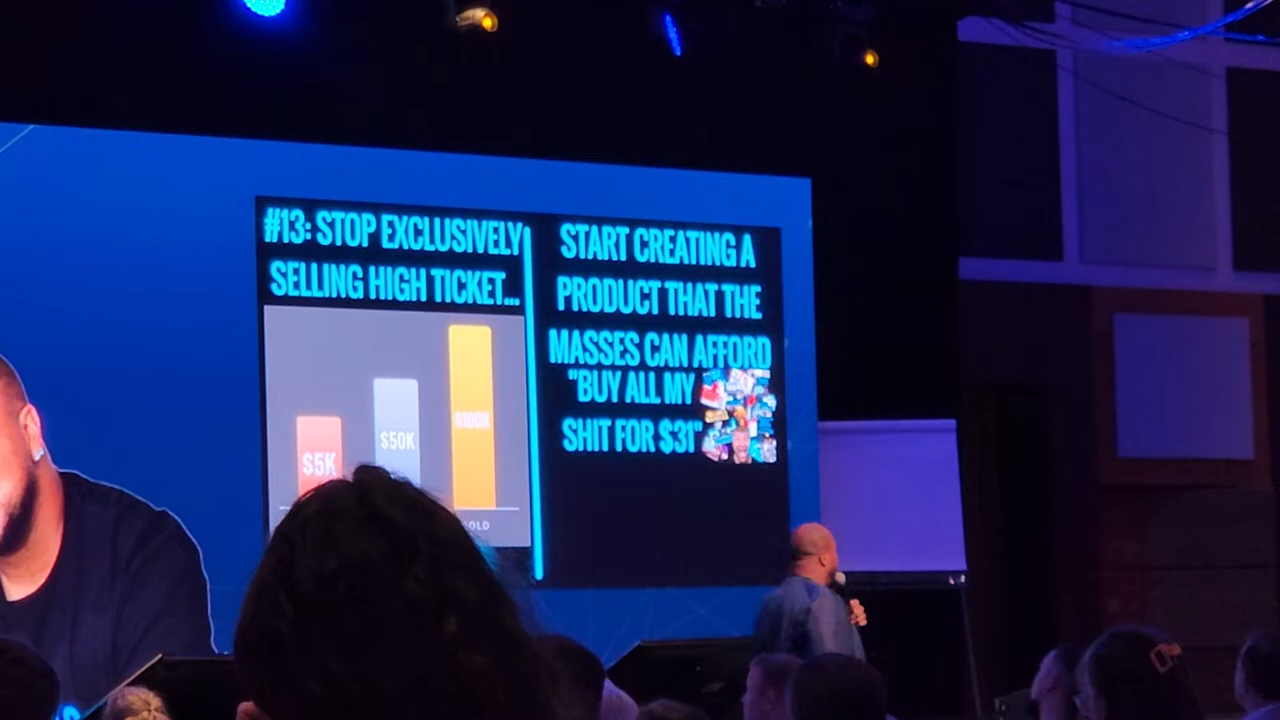 #13: STOP EXCLUSIVELY
SELLING HIGH TICKET...
$5K
$50K
$100K
OLD
START CREATING A
PRODUCT THAT THE
MASSES CAN AFFORD
"BUY ALL MY
SHIT FOR $31"